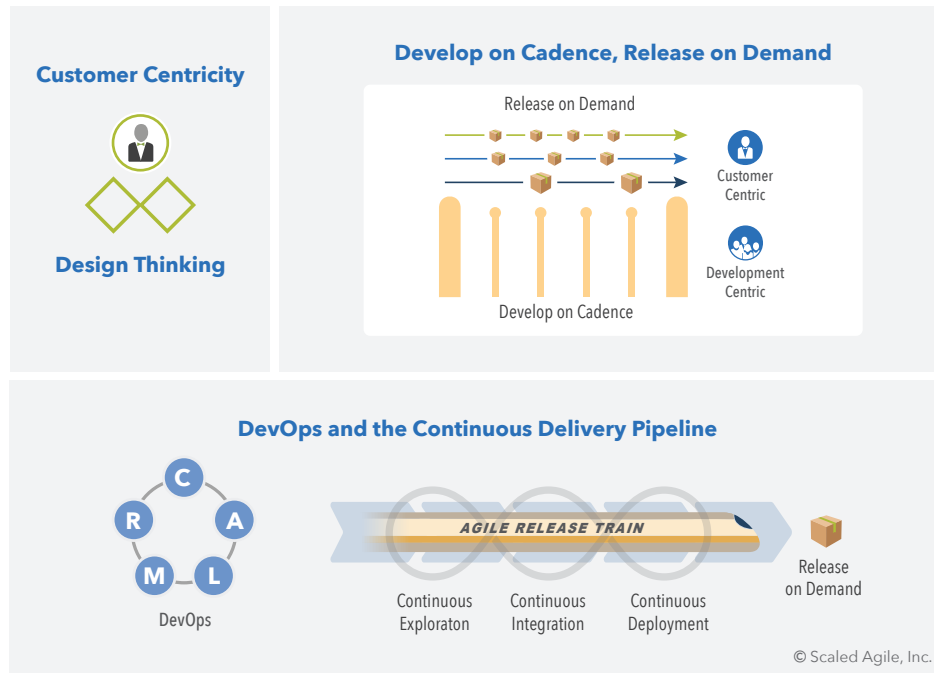 Customer Centricity
Design Thinking
Develop on Cadence, Release on Demand
Release on Demand
Customer
Centric
Development
Centric
Develop on Cadence
DevOps and the Continuous Delivery Pipeline
C
R
A
M
L
DevOps
AGILE RELEASE TRAIN
Continuous
Exploraton
Continuous
Integration
Continuous
Deployment
Release
on Demand
© Scaled Agile, Inc.